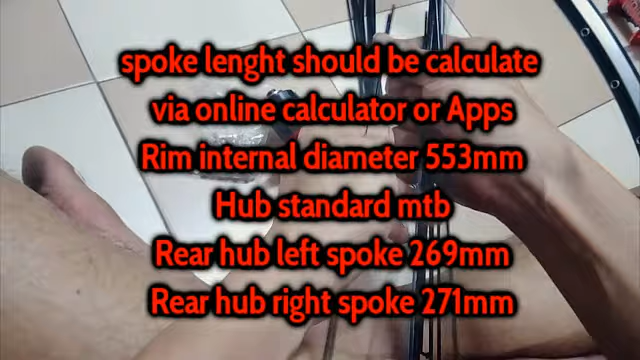 spoke lenght should be calculate
via online calculator or Apps
Rim internal diameter 553mm
Hub standard mtb
Rear hub left spoke 269mm
Rear hub right spoke 271mm